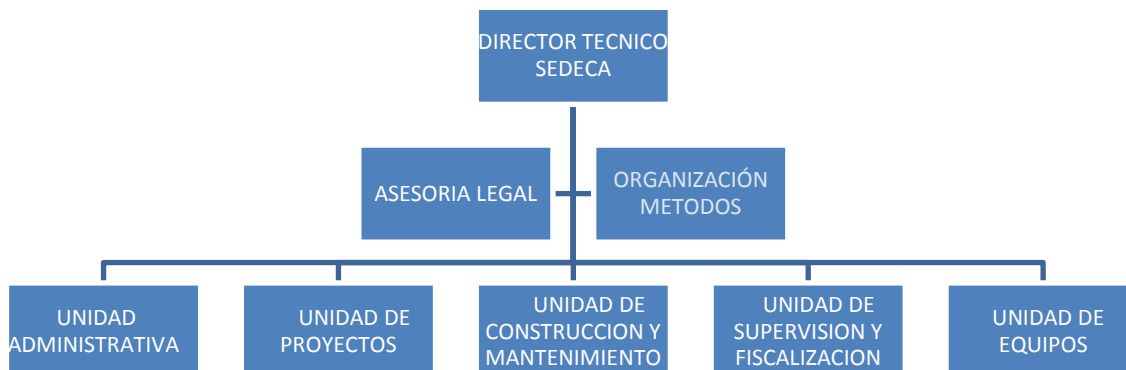 DIRECTOR TECNICO
SEDECA
ASESORIA LEGAL
ORGANIZACIÓN
METODOS
UNIDAD
ADMINISTRATIVA
UNIDAD DE
PROYECTOS
UNIDAD DE
CONSTRUCCION Y
MANTENIMIENTO
UNIDAD DE
SUPERVISION Y
FISCALIZACION
UNIDAD DE
EQUIPOS